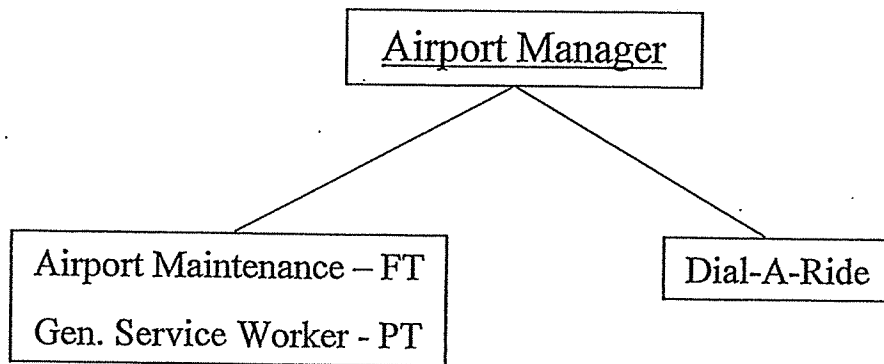 Airport Manager
Airport Maintenance – FT
Gen. Service Worker - PT
Dial-A-Ride